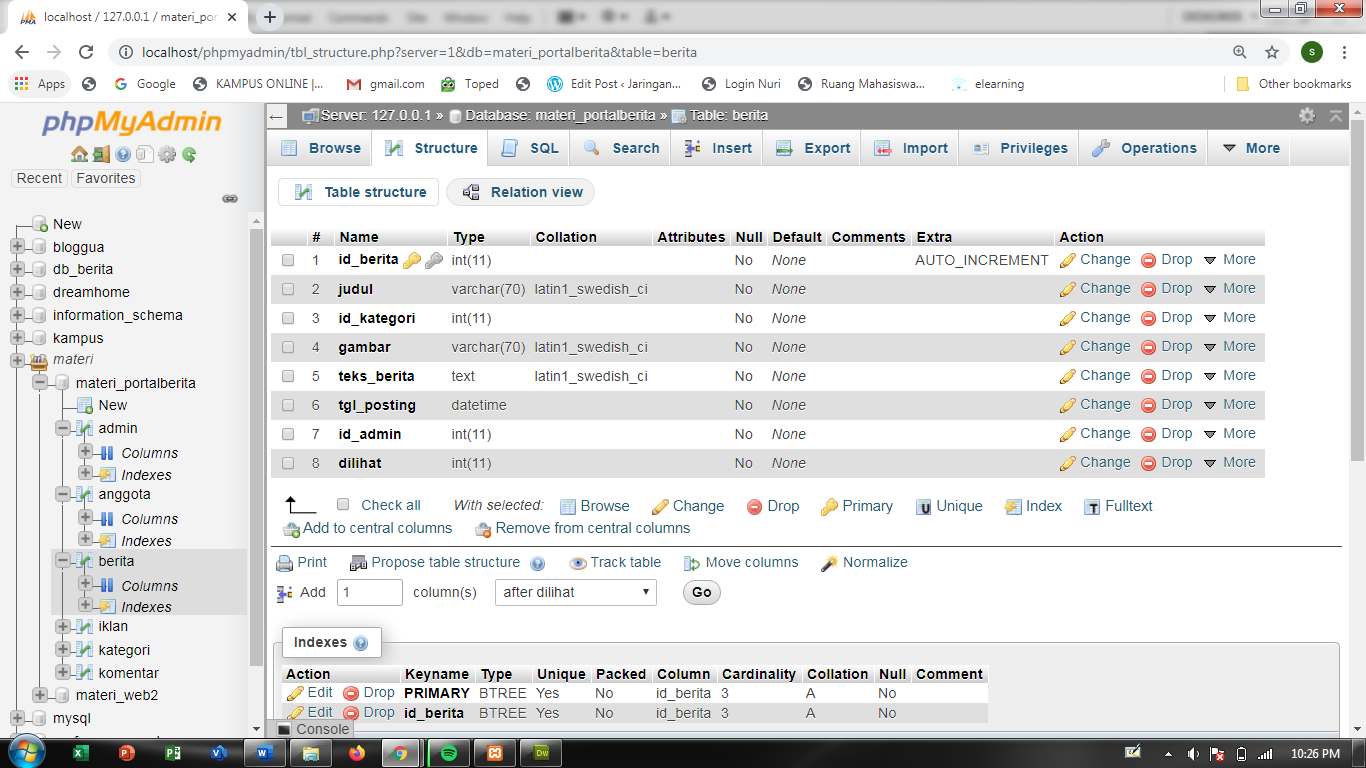 localhost / 127.0.0.1 / materi_por
localhost/phpmyadmin/tbl_structure.php?server=1&db=materi_portalberita&table=berita
s
Apps Google KAMPUS ONLINE |... gmail.com Toped Edit Post ‹ Jaringan... Login Nuri Ruang Mahasiswa... elearning Other bookmarks
phpMyAdmin
Recent Favorites
New
bloggua
db_berita
dreamhome
information_schema
kampus
materi
materi_portalberita
New
admin
Columns
Indexes
anggota
Columns
Indexes
berita
Columns
Indexes
iklan
kategori
komentar
materi_web2
mysql
Server: 127.0.0.1 » Database: materi_portalberita » Table: berita
Browse Structure SQL Search Insert Export Import Privileges Operations More
Table structure Relation view
# Name Type Collation Attributes Null Default Comments Extra Action
1 id_berita int(11) No None AUTO_INCREMENT Change Drop More
2 judul varchar(70) latin1_swedish_ci No None Change Drop More
3 id_kategori int(11) No None Change Drop More
4 gambar varchar(70) latin1_swedish_ci No None Change Drop More
5 teks_berita text latin1_swedish_ci No None Change Drop More
6 tgl_posting datetime No None Change Drop More
7 id_admin int(11) No None Change Drop More
8 dilihat int(11) No None Change Drop More
Check all With selected: Browse Change Drop Primary Unique Index Fulltext
Add to central columns Remove from central columns
Print Propose table structure Track table Move columns Normalize
Add 1 column(s) after dilihat Go
Indexes
Action Keyname Type Unique Packed Column Cardinality Collation Null Comment
Edit Drop PRIMARY BTREE Yes No id_berita 3 A No
Edit Drop id_berita BTREE Yes No id_berita 3 A No
Console
10:26 PM